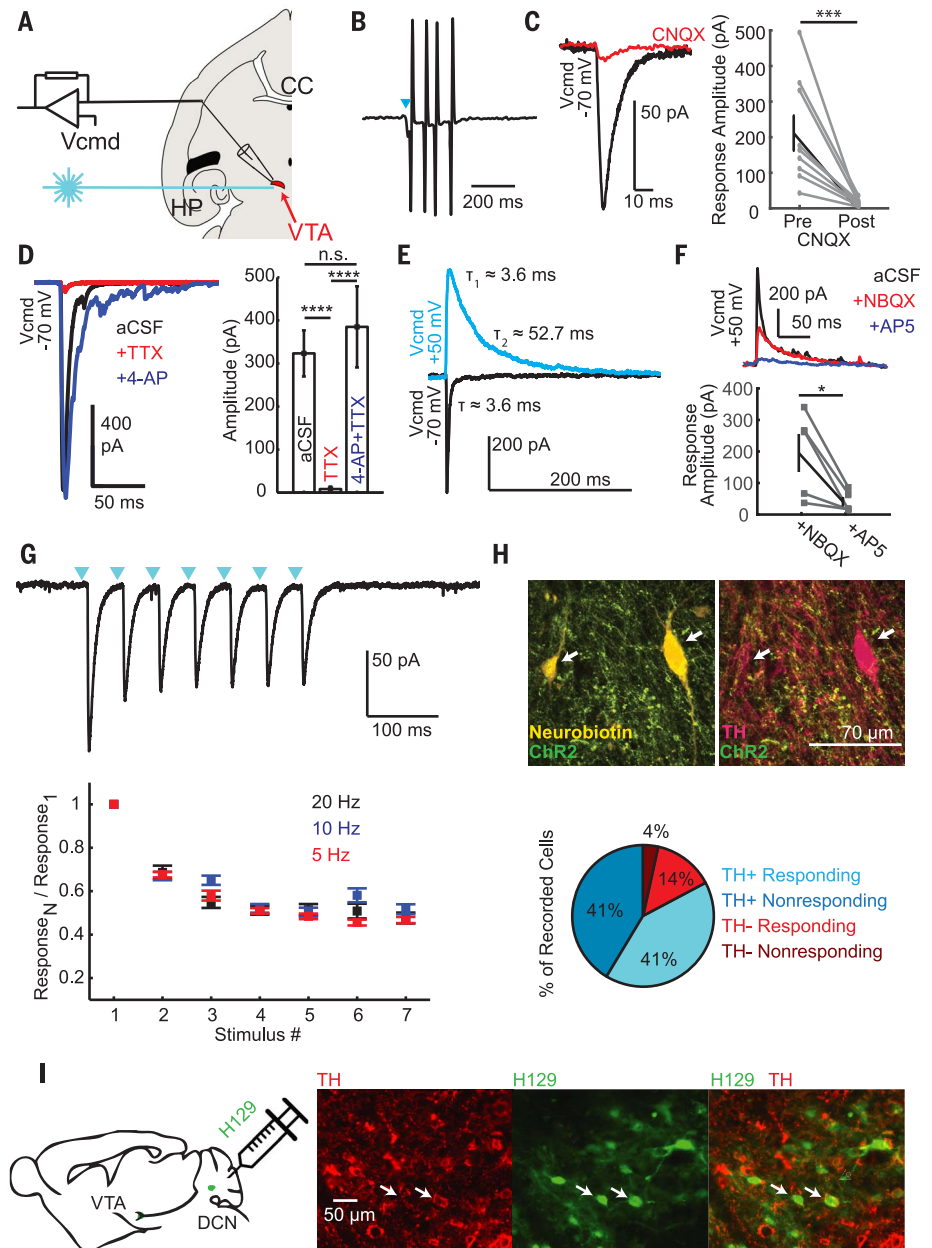 A
CC
Vcmd
HP
VTA
B
200 ms
C
CNQX
Vcmd
-70 mV
50 pA
10 ms
Response Amplitude (pA)
500
400
300
200
100
0
***
Pre Post
CNQX
D
Vcmd
-70 mV
aCSF
+TTX
+4-AP
400
pA
50 ms
Amplitude (pA)
500
400
300
200
100
0
n.s.
****
****
aCSF
TTX
4-AP+TTX
E
Vcmd
+50 mV
τ1 ≈ 3.6 ms
τ2 ≈ 52.7 ms
Vcmd
-70 mV
τ ≈ 3.6 ms
200 pA
200 ms
F
Vcmd
+50 mV
aCSF
+NBQX
+AP5
200 pA
50 ms
Response
Amplitude (pA)
400
300
200
100
0
*
+NBQX
+AP5
G
50 pA
100 ms
ResponseN / Response1
1
0.8
0.6
0.4
0.2
20 Hz
10 Hz
5 Hz
1 2 3 4 5 6 7
Stimulus #
H
Neurobiotin
ChR2
TH
ChR2
70 µm
% of Recorded Cells
4%
14%
41%
41%
TH+ Responding
TH+ Nonresponding
TH- Responding
TH- Nonresponding
I
H129
VTA
DCN
TH
50 µm
H129
H129 TH